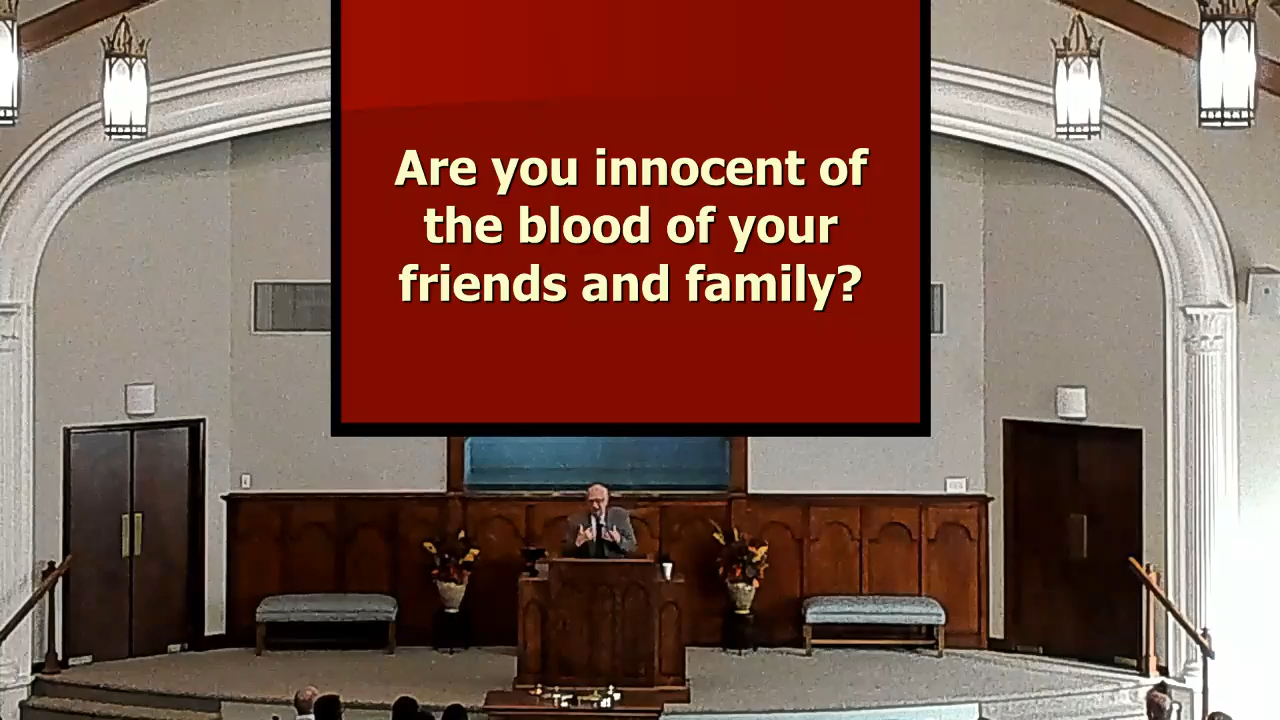 Are you innocent of
the blood of your
friends and family?